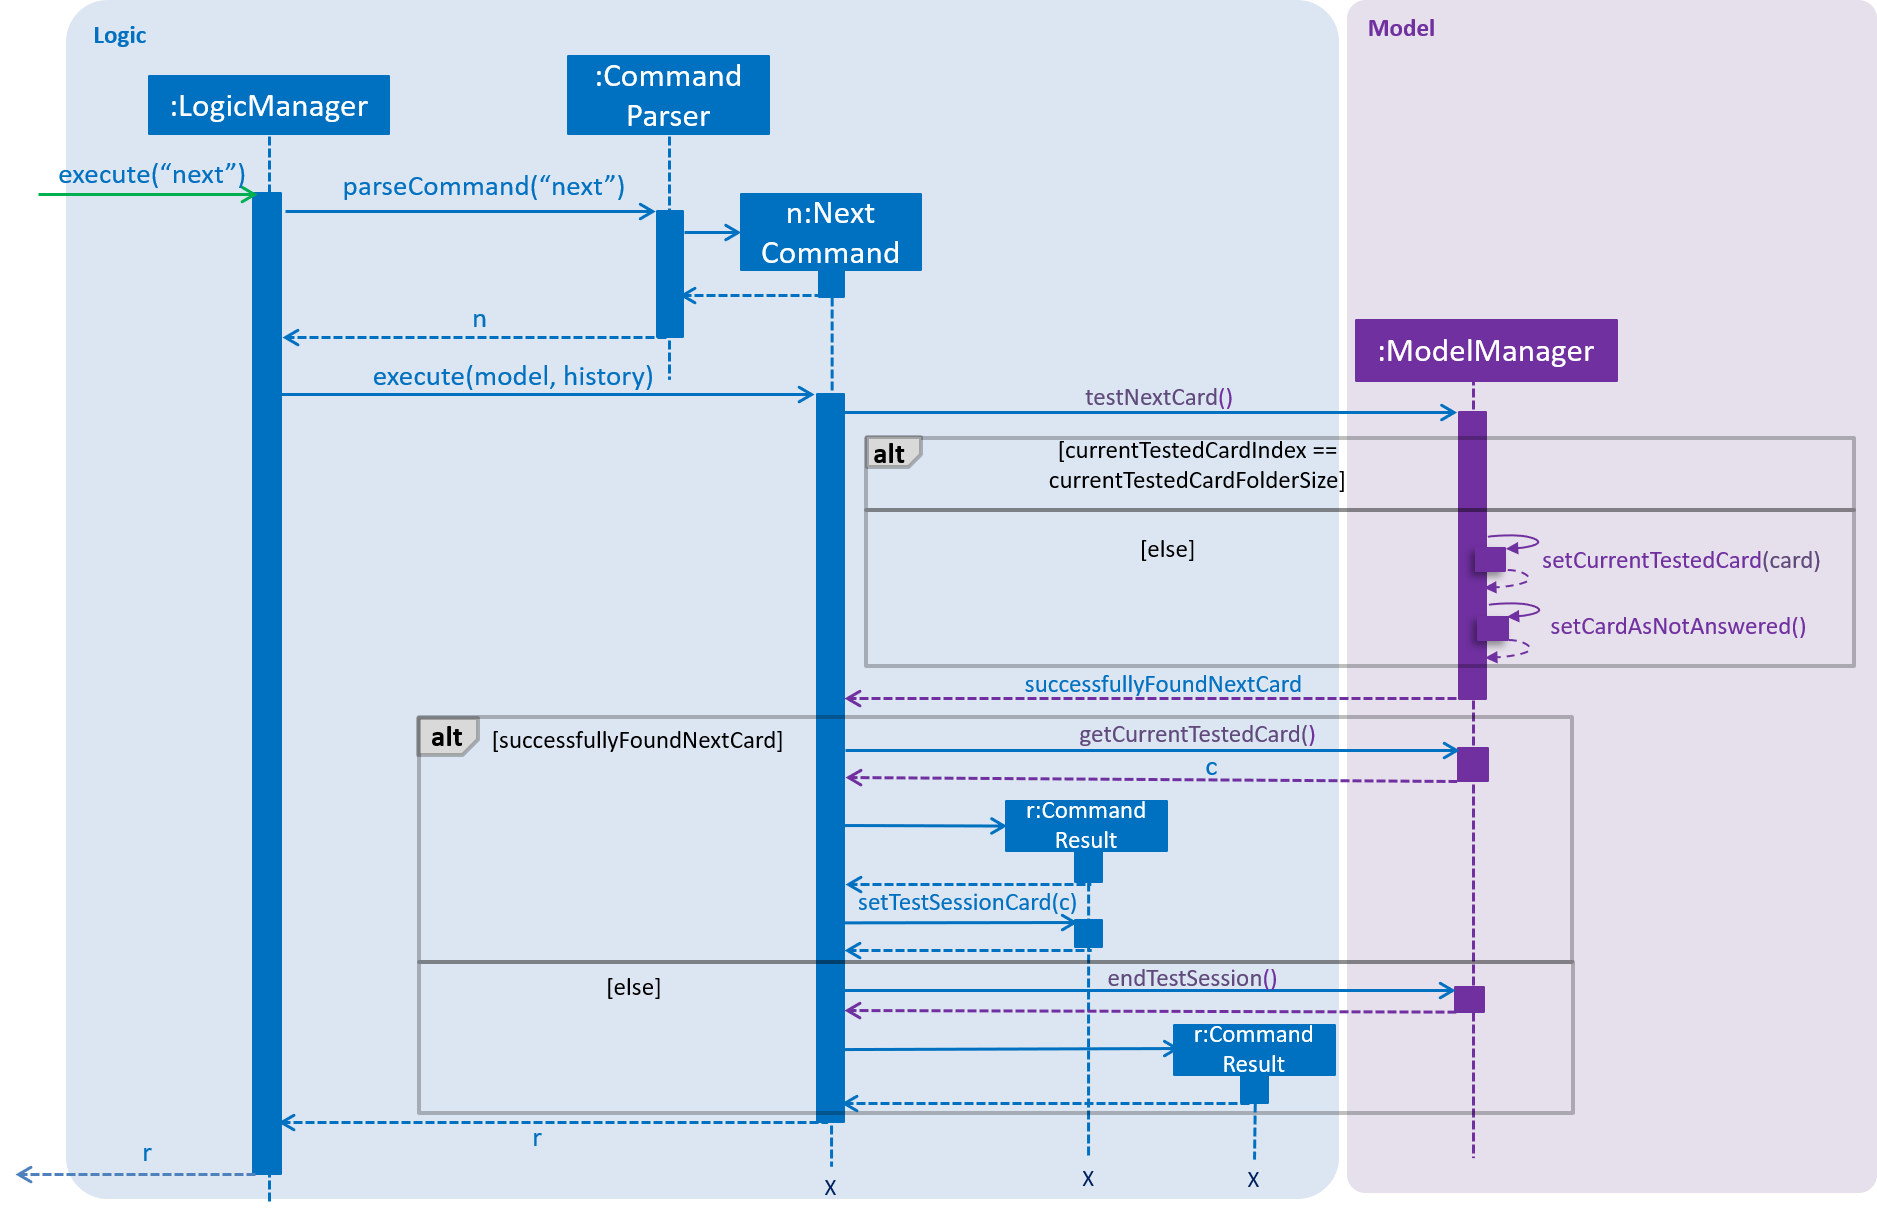 Logic
Model
:LogicManager
:Command
Parser
execute(“next”)
parseCommand(“next”)
n:Next
Command
n
:ModelManager
execute(model, history)
testNextCard()
alt
[currentTestedCardIndex ==
currentTestedCardFolderSize]
[else]
setCurrentTestedCard(card)
setCardAsNotAnswered()
successfullyFoundNextCard
alt
[successfullyFoundNextCard]
getCurrentTestedCard()
c
r:Command
Result
setTestSessionCard(c)
[else]
endTestSession()
r:Command
Result
r
r
X
X
X